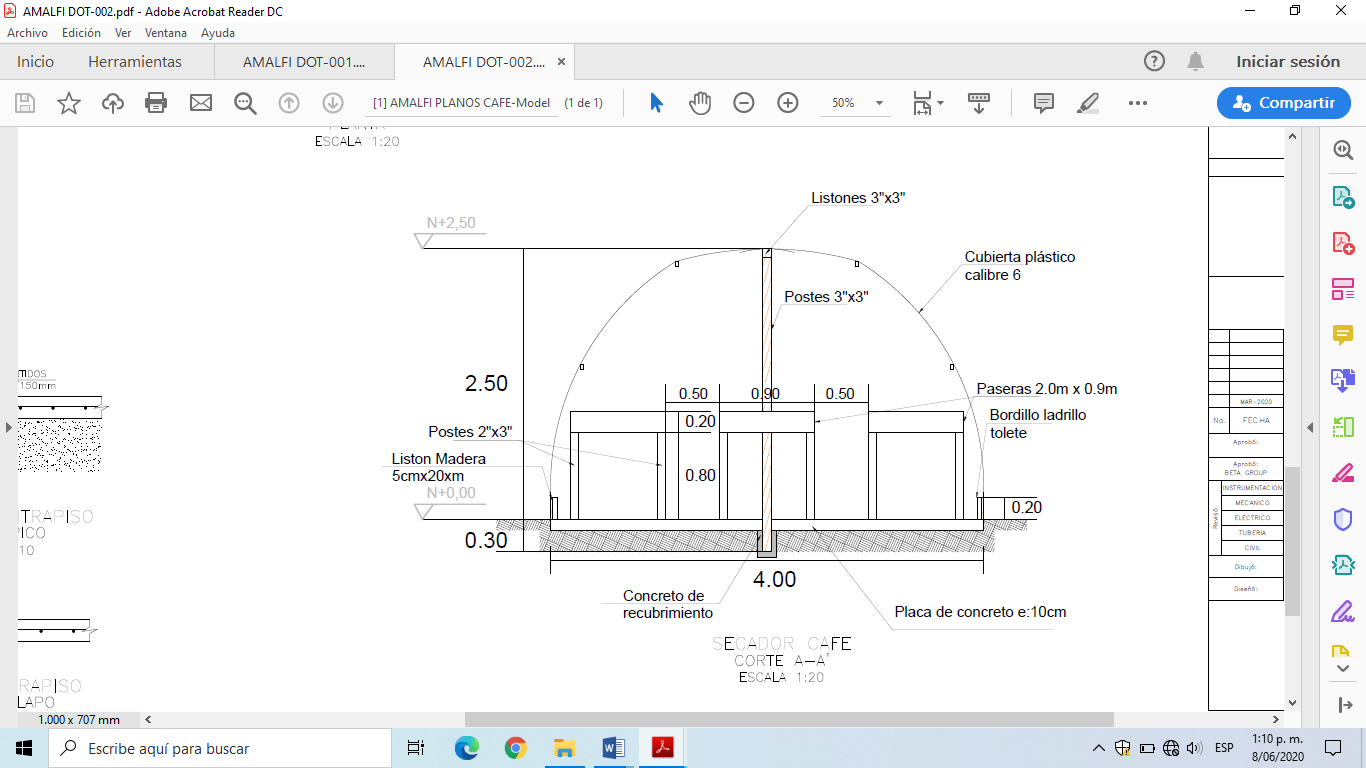 AMALFI DOT-002.pdf - Adobe Acrobat Reader DC
Archivo Edición Ver Ventana Ayuda
Inicio Herramientas AMALFI DOT-001.... AMALFI DOT-002.... Iniciar sesión
[1] AMALFI PLANOS CAFE-Model (1 de 1) 50% Compartir
ESCALA 1:20
Listones 3"x3"
N+2,50
Cubierta plástico
calibre 6
Postes 3"x3"
2.50
0.50 0.90 0.50
Paseras 2.0m x 0.9m
0.20
Bordillo ladrillo
tolete
Postes 2"x3"
Liston Madera
5cmx20xm
0.80
N+0,00
0.20
0.30
4.00
Concreto de
recubrimiento
Placa de concreto e:10cm
SECADOR CAFE
CORTE A-A'
ESCALA 1:20
150mm
TRAPISO
ICO
10
RAPISO
LAPO
MAR-2020
No. FECHA
Aprobó:
Aprobó:
BETA GROUP
Revisó:
INSTRUMENTACION
MECANICO
ELECTRICO
TUBERIA
CIVIL
Dibujó:
Diseñó:
1.000 x 707 mm
Escribe aquí para buscar
ESP
1:10 p. m.
8/06/2020